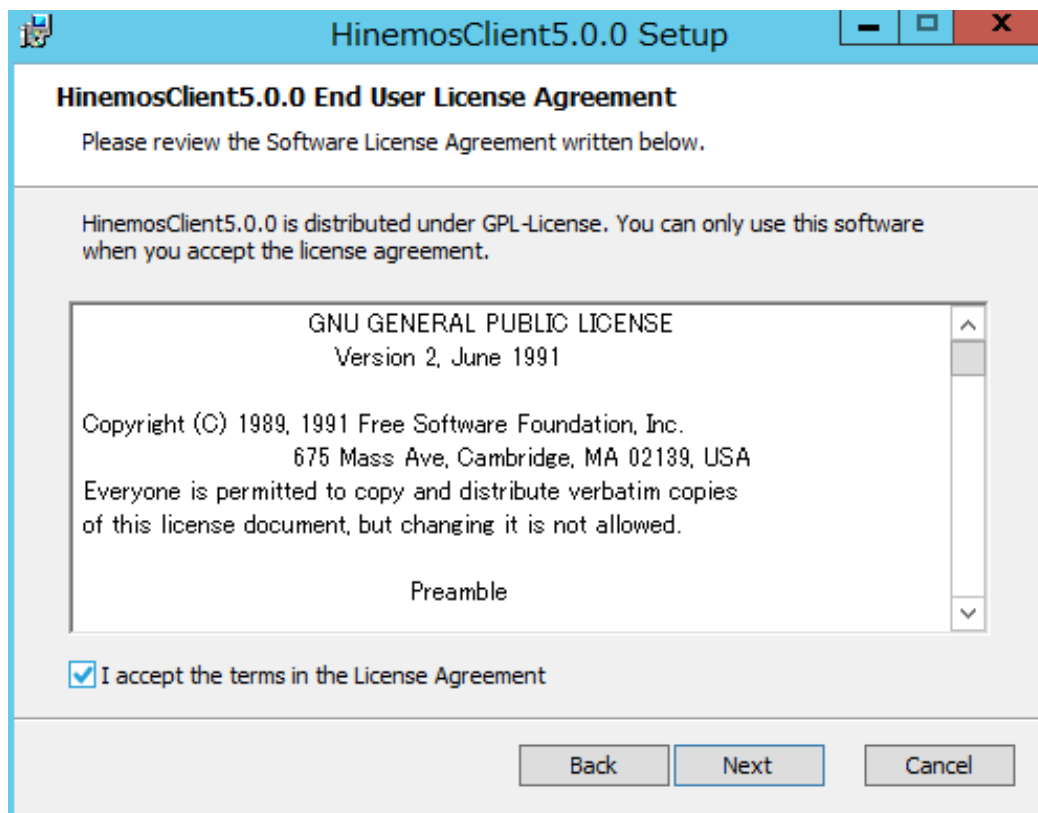 HinemosClient5.0.0 Setup
HinemosClient5.0.0 End User License Agreement
Please review the Software License Agreement written below.
HinemosClient5.0.0 is distributed under GPL-License. You can only use this software
when you accept the license agreement.
GNU GENERAL PUBLIC LICENSE
Version 2, June 1991
Copyright (C) 1989, 1991 Free Software Foundation, Inc.
675 Mass Ave, Cambridge, MA 02139, USA
Everyone is permitted to copy and distribute verbatim copies
of this license document, but changing it is not allowed.
Preamble
I accept the terms in the License Agreement
Back Next Cancel